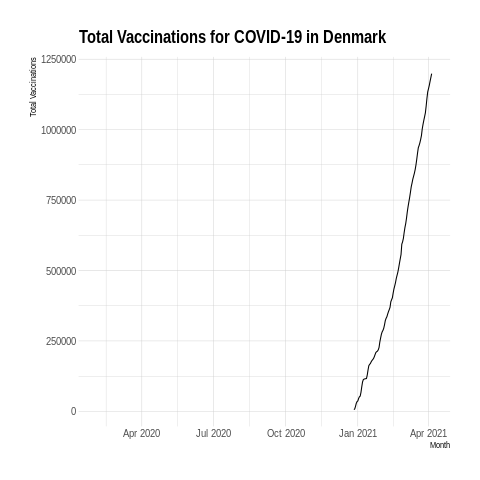 Total Vaccinations for COVID-19 in Denmark
Total Vaccinations
1250000
1000000
750000
500000
250000
0
Apr 2020 Jul 2020 Oct 2020 Jan 2021 Apr 2021
Month